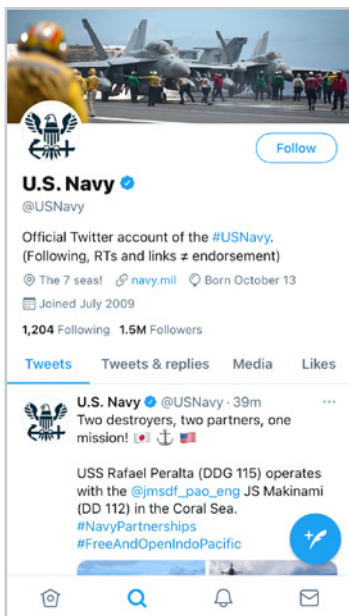 Follow
U.S. Navy
@USNavy
Official Twitter account of the #USNavy.
(Following, RTs and links ≠ endorsement)
The 7 seas! navy.mil Born October 13
Joined July 2009
1,204 Following 1.5M Followers
Tweets Tweets & replies Media Likes
U.S. Navy @USNavy · 39m
Two destroyers, two partners, one
mission! 🇯🇵 ⚓ 🇺🇸
USS Rafael Peralta (DDG 115) operates
with the @jmsdf_pao_eng JS Makinami
(DD 112) in the Coral Sea.
#NavyPartnerships
#FreeAndOpenIndoPacific